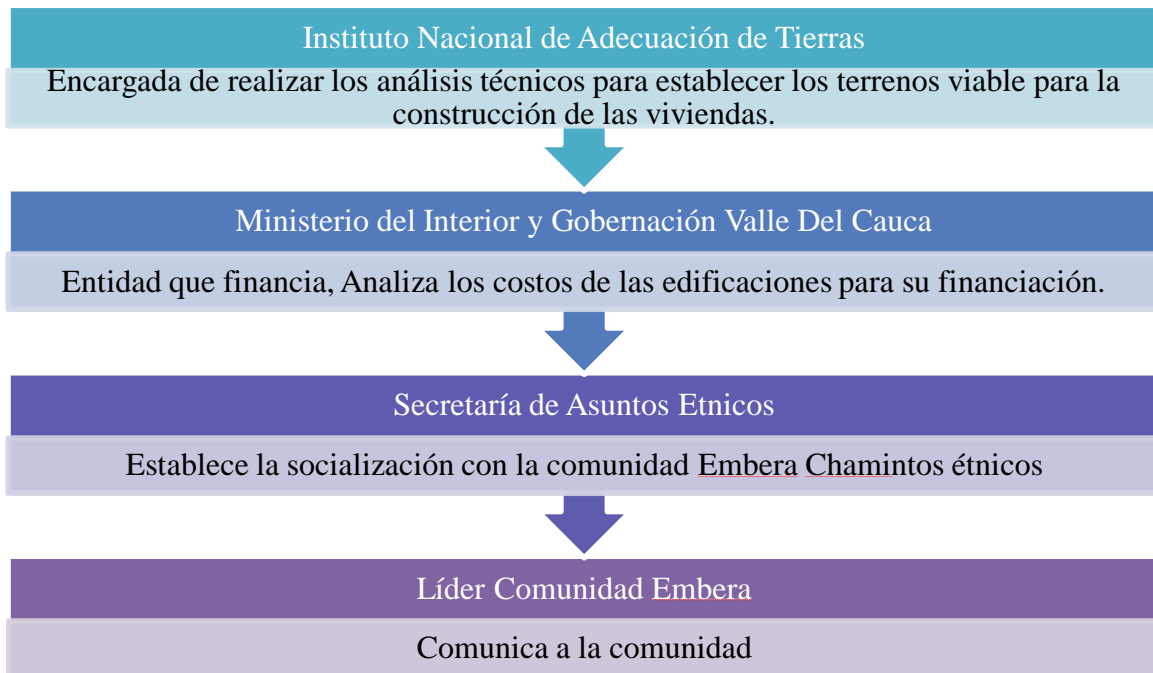 Instituto Nacional de Adecuación de Tierras
Encargada de realizar los análisis técnicos para establecer los terrenos viable para la
construcción de las viviendas.
Ministerio del Interior y Gobernación Valle Del Cauca
Entidad que financia, Analiza los costos de las edificaciones para su financiación.
Secretaría de Asuntos Etnicos
Establece la socialización con la comunidad Embera Chamintos étnicos
Líder Comunidad Embera
Comunica a la comunidad